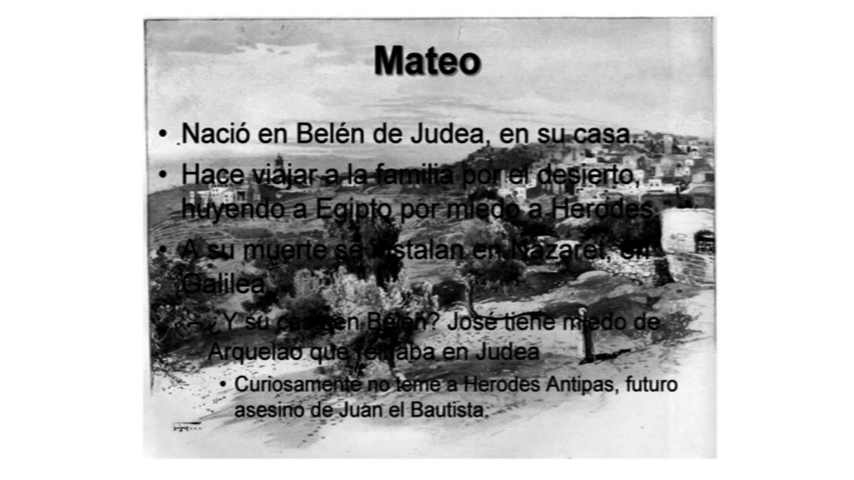 Mateo
• Nació en Belén de Judea, en su casa.
• Hace viajar a la familia por el desierto,
huyendo a Egipto por miedo a Herodes.
• A su muerte se instalan en Nazaret, en
Galilea
– ¿Y su casa en Belén? José tiene miedo de
Arquelao que reinaba en Judea
• Curiosamente no teme a Herodes Antipas, futuro
asesino de Juan el Bautista.